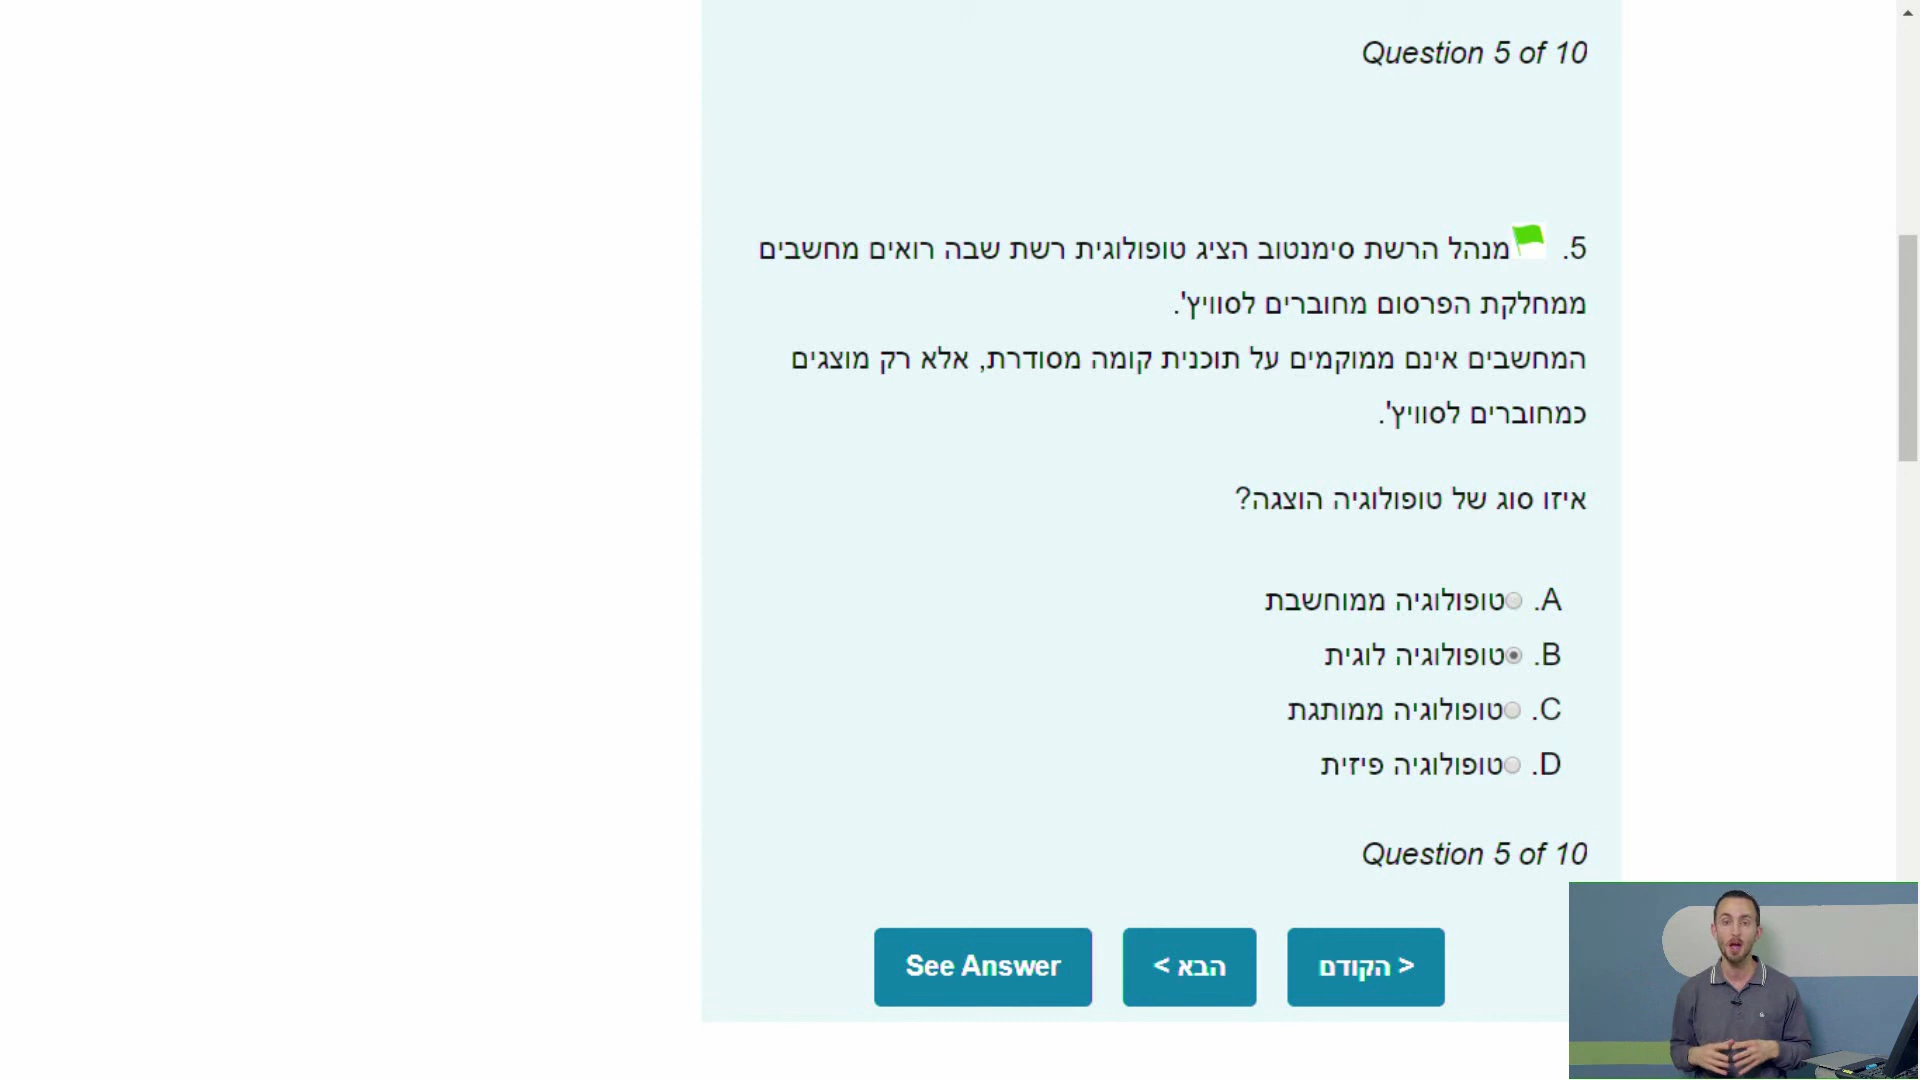 Question 5 of 10
5. מנהל הרשת סימנטוב הציג טופולוגית רשת שבה רואים מחשבים
ממחלקת הפרסום מחוברים לסוויץ'.
המחשבים אינם ממוקמים על תוכנית קומה מסודרת, אלא רק מוצגים
כמחוברים לסוויץ'.
איזו סוג של טופולוגיה הוצגה?
A. טופולוגיה ממוחשבת
B. טופולוגיה לוגית
C. טופולוגיה ממותגת
D. טופולוגיה פיזית
Question 5 of 10
< הקודם
הבא >
See Answer